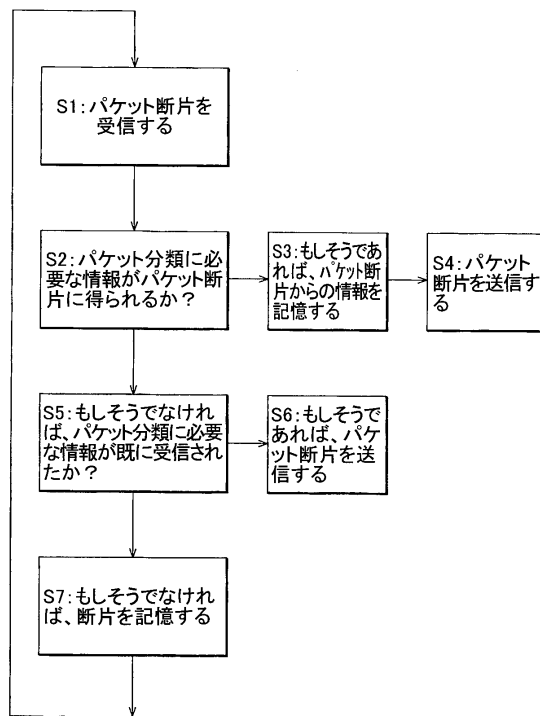 S1:パケット断片を
受信する
S2:パケット分類に必
要な情報がパケット断
片に得られるか?
S3:もしそうであ
れば、パケット断
片からの情報を
記憶する
S4:パケット
断片を送信す
る
S5:もしそうでなけ
れば、パケット分類に必要
な情報が既に受信され
たか?
S6:もしそうで
あれば、パケッ
ト断片を送
信する
S7:もしそうでなけれ
ば、断片を記憶する